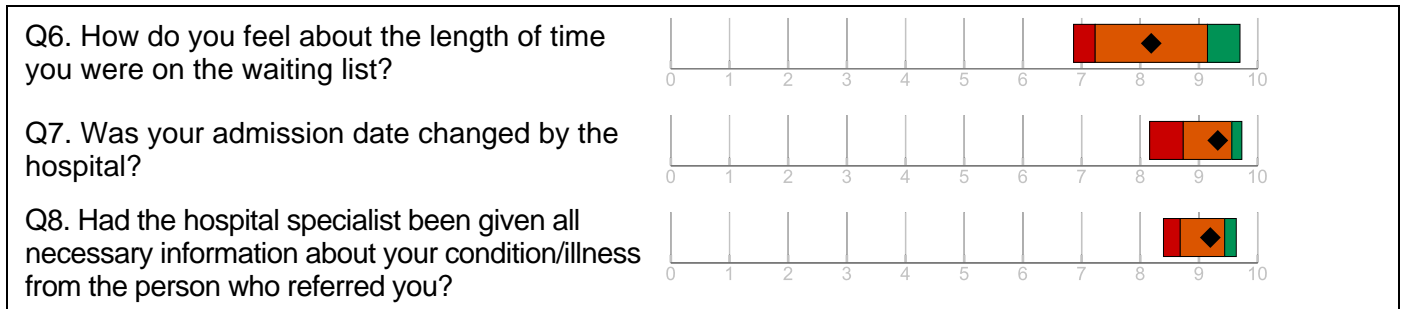 Q6. How do you feel about the length of time
you were on the waiting list?
0 1 2 3 4 5 6 7 8 9 10
Q7. Was your admission date changed by the
hospital?
0 1 2 3 4 5 6 7 8 9 10
Q8. Had the hospital specialist been given all
necessary information about your condition/illness
from the person who referred you?
0 1 2 3 4 5 6 7 8 9 10